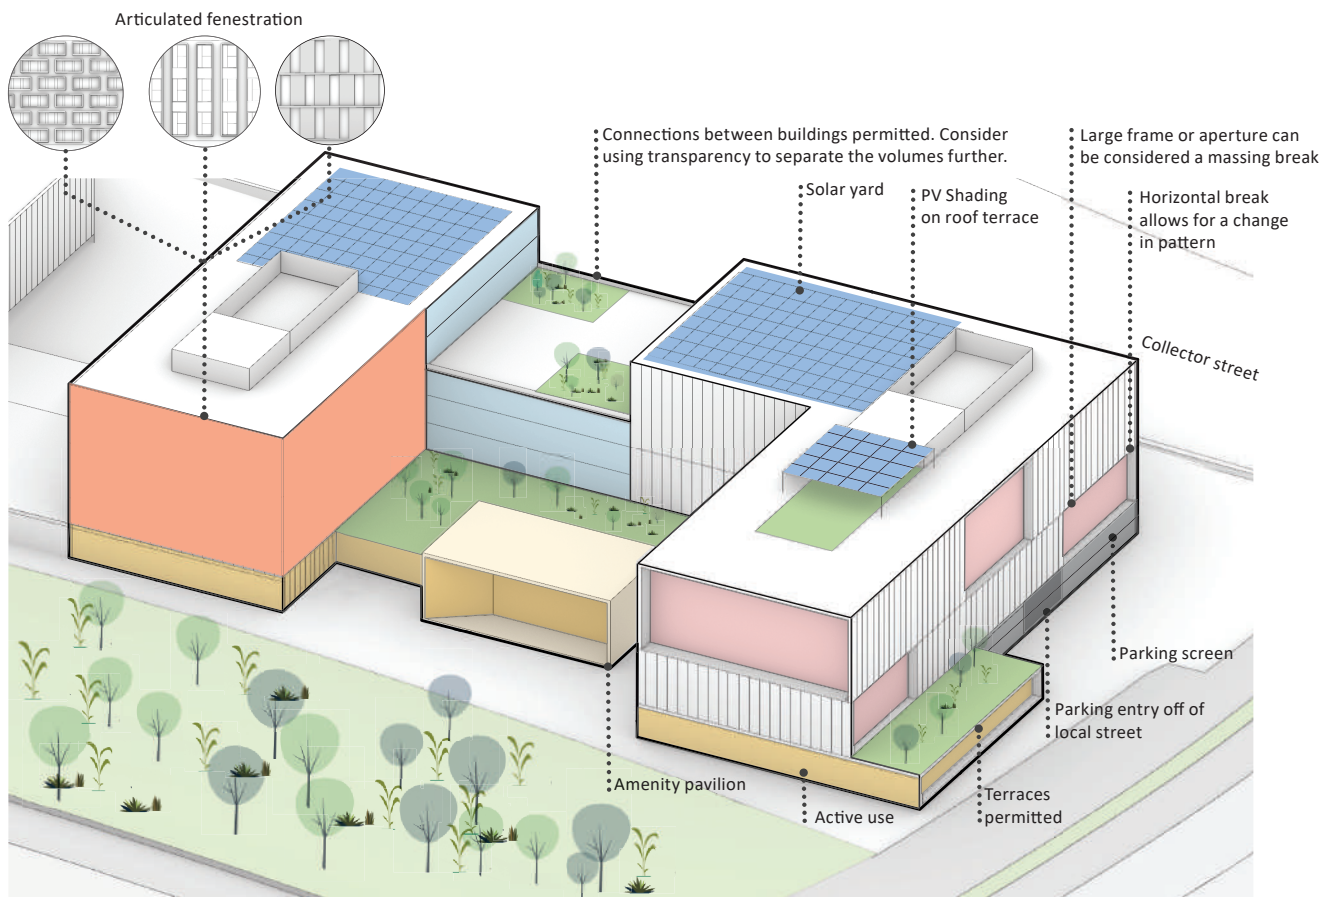 Articulated fenestration
Connections between buildings permitted. Consider
using transparency to separate the volumes further.
Large frame or aperture can
be considered a massing break
Solar yard
PV Shading
on roof terrace
Horizontal break
allows for a change
in pattern
Collector street
Parking screen
Parking entry off of
local street
Amenity pavilion
Active use
Terraces
permitted